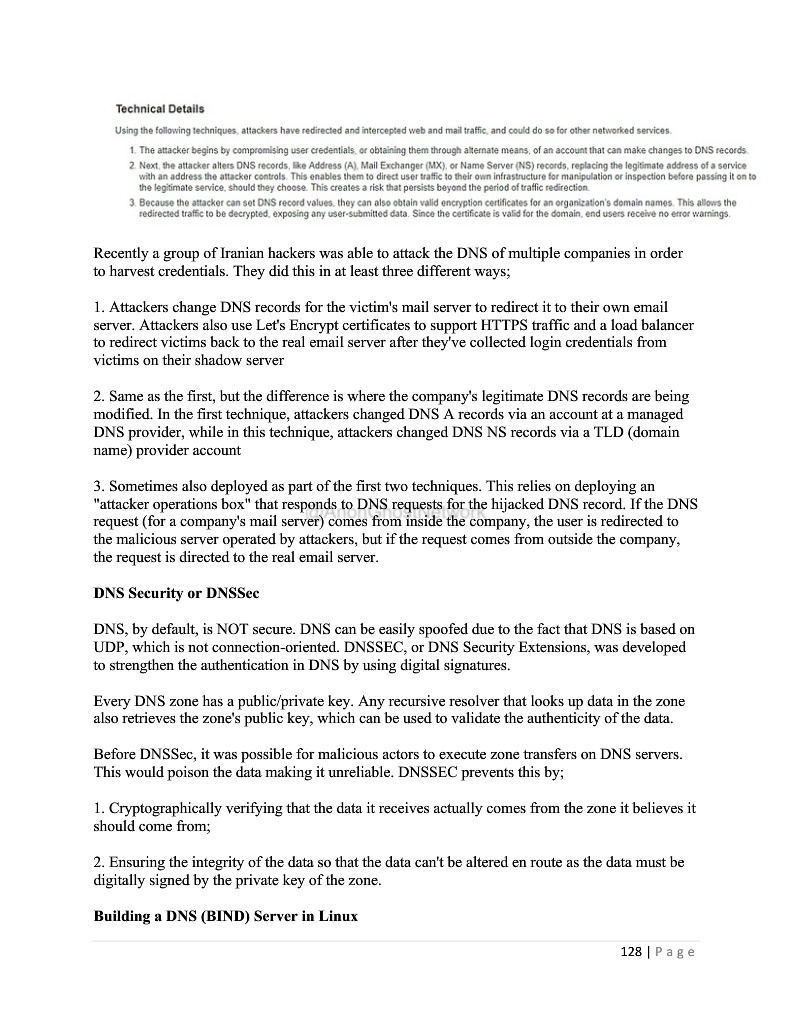 Technical Details
Using the following techniques, attackers have redirected and intercepted web and mail traffic, and could do so for other networked services.
1. The attacker begins by compromising user credentials, or obtaining them through alternate means, of an account that can make changes to DNS records.
2. Next, the attacker alters DNS records, like Address (A), Mail Exchanger (MX), or Name Server (NS) records, replacing the legitimate address of a service
with an address the attacker controls. This enables them to direct user traffic to their own infrastructure for manipulation or inspection before passing it on to
the legitimate service, should they choose. This creates a risk that persists beyond the period of traffic redirection.
3. Because the attacker can set DNS record values, they can also obtain valid encryption certificates for an organization's domain names. This allows the
redirected traffic to be decrypted, exposing any user-submitted data. Since the certificate is valid for the domain, end users receive no error warnings.
Recently a group of Iranian hackers was able to attack the DNS of multiple companies in order
to harvest credentials. They did this in at least three different ways;
1. Attackers change DNS records for the victim's mail server to redirect it to their own email
server. Attackers also use Let's Encrypt certificates to support HTTPS traffic and a load balancer
to redirect victims back to the real email server after they've collected login credentials from
victims on their shadow server
2. Same as the first, but the difference is where the company's legitimate DNS records are being
modified. In the first technique, attackers changed DNS A records via an account at a managed
DNS provider, while in this technique, attackers changed DNS NS records via a TLD (domain
name) provider account
3. Sometimes also deployed as part of the first two techniques. This relies on deploying an
"attacker operations box" that responds to DNS requests for the hijacked DNS record. If the DNS
request (for a company's mail server) comes from inside the company, the user is redirected to
the malicious server operated by attackers, but if the request comes from outside the company,
the request is directed to the real email server.
DNS Security or DNSSec
DNS, by default, is NOT secure. DNS can be easily spoofed due to the fact that DNS is based on
UDP, which is not connection-oriented. DNSSEC, or DNS Security Extensions, was developed
to strengthen the authentication in DNS by using digital signatures.
Every DNS zone has a public/private key. Any recursive resolver that looks up data in the zone
also retrieves the zone's public key, which can be used to validate the authenticity of the data.
Before DNSSec, it was possible for malicious actors to execute zone transfers on DNS servers.
This would poison the data making it unreliable. DNSSEC prevents this by;
1. Cryptographically verifying that the data it receives actually comes from the zone it believes it
should come from;
2. Ensuring the integrity of the data so that the data can't be altered en route as the data must be
digitally signed by the private key of the zone.
Building a DNS (BIND) Server in Linux
128 | Page